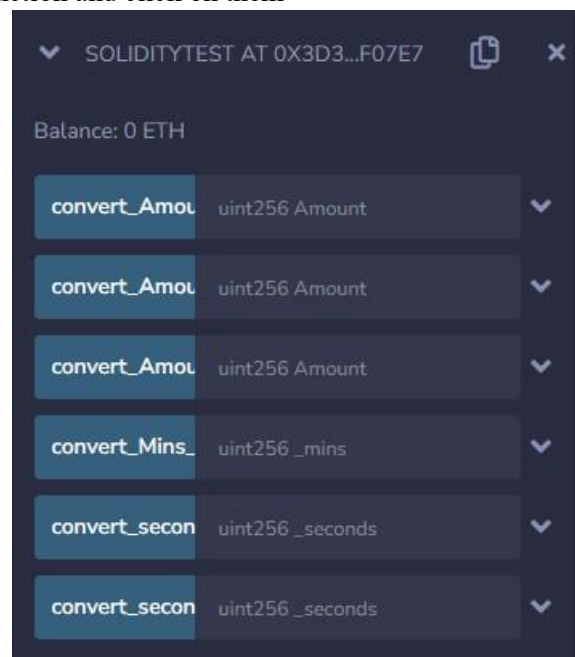 SOLIDITYTEST AT 0X3D3...F07E7
Balance: 0 ETH
convert_Amou uint256 Amount
convert_Amou uint256 Amount
convert_Amou uint256 Amount
convert_Mins_ uint256 _mins
convert_secon uint256 _seconds
convert_secon uint256 _seconds